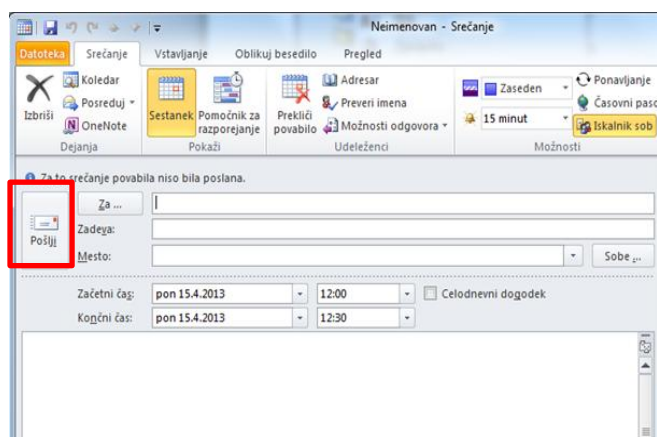 Neimenovan - Srečanje
Datoteka Srečanje Vstavljanje Oblikuj besedilo Pregled
Izbriši
Koledar
Posreduj
OneNote
Dejanja
Sestanek
Pomočnik za
razporejanje
Pokaži
Prekliči
povabilo
Adresar
Preveri imena
Možnosti odgovora
Udeleženci
Zaseden
15 minut
Ponavljanje
Časovni paso
Iskalnik sob
Možnosti
Za to srečanje povabila niso bila poslana.
Pošlji
Za ...
Zadeva:
Mesto: Sobe ...
Začetni čas: pon 15.4.2013 12:00 Celodnevni dogodek
Končni čas: pon 15.4.2013 12:30